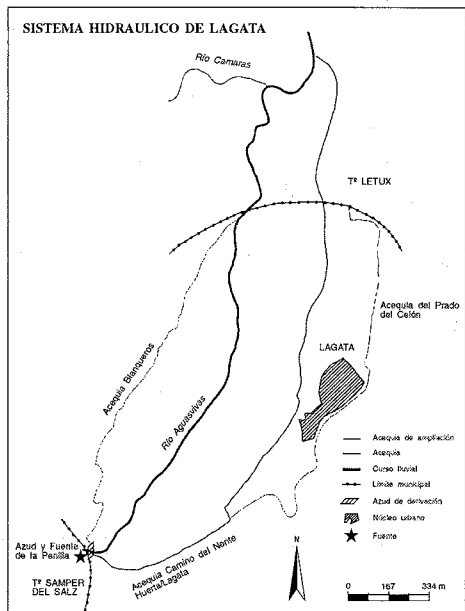 SISTEMA HIDRAULICO DE LAGATA
Río Camaras
Tº LETUX
Acequia del Prado
del Celón
LAGATA
Acequia Blanqueros
Río Aguasvivas
Acequia de ampliación
Acequia
Curso fluvial
Límite municipal
Azud de derivación
Núcleo urbano
Fuente
Azud y Fuente
de la Penilla
Acequia Camino del Norte
Huerta/Lagata
Tº SAMPER
DEL SALZ
N
0 167 334 m